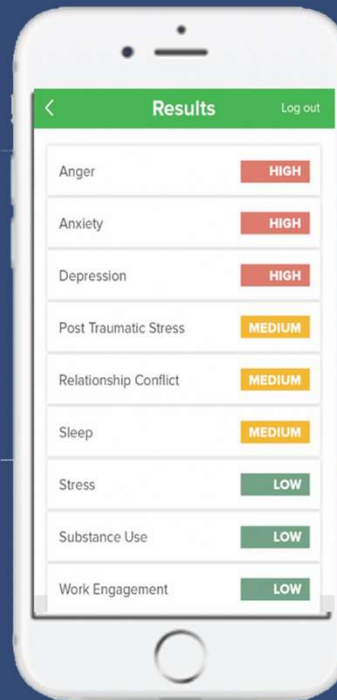 Results Log out
Anger HIGH
Anxiety HIGH
Depression HIGH
Post Traumatic Stress MEDIUM
Relationship Conflict MEDIUM
Sleep MEDIUM
Stress LOW
Substance Use LOW
Work Engagement LOW